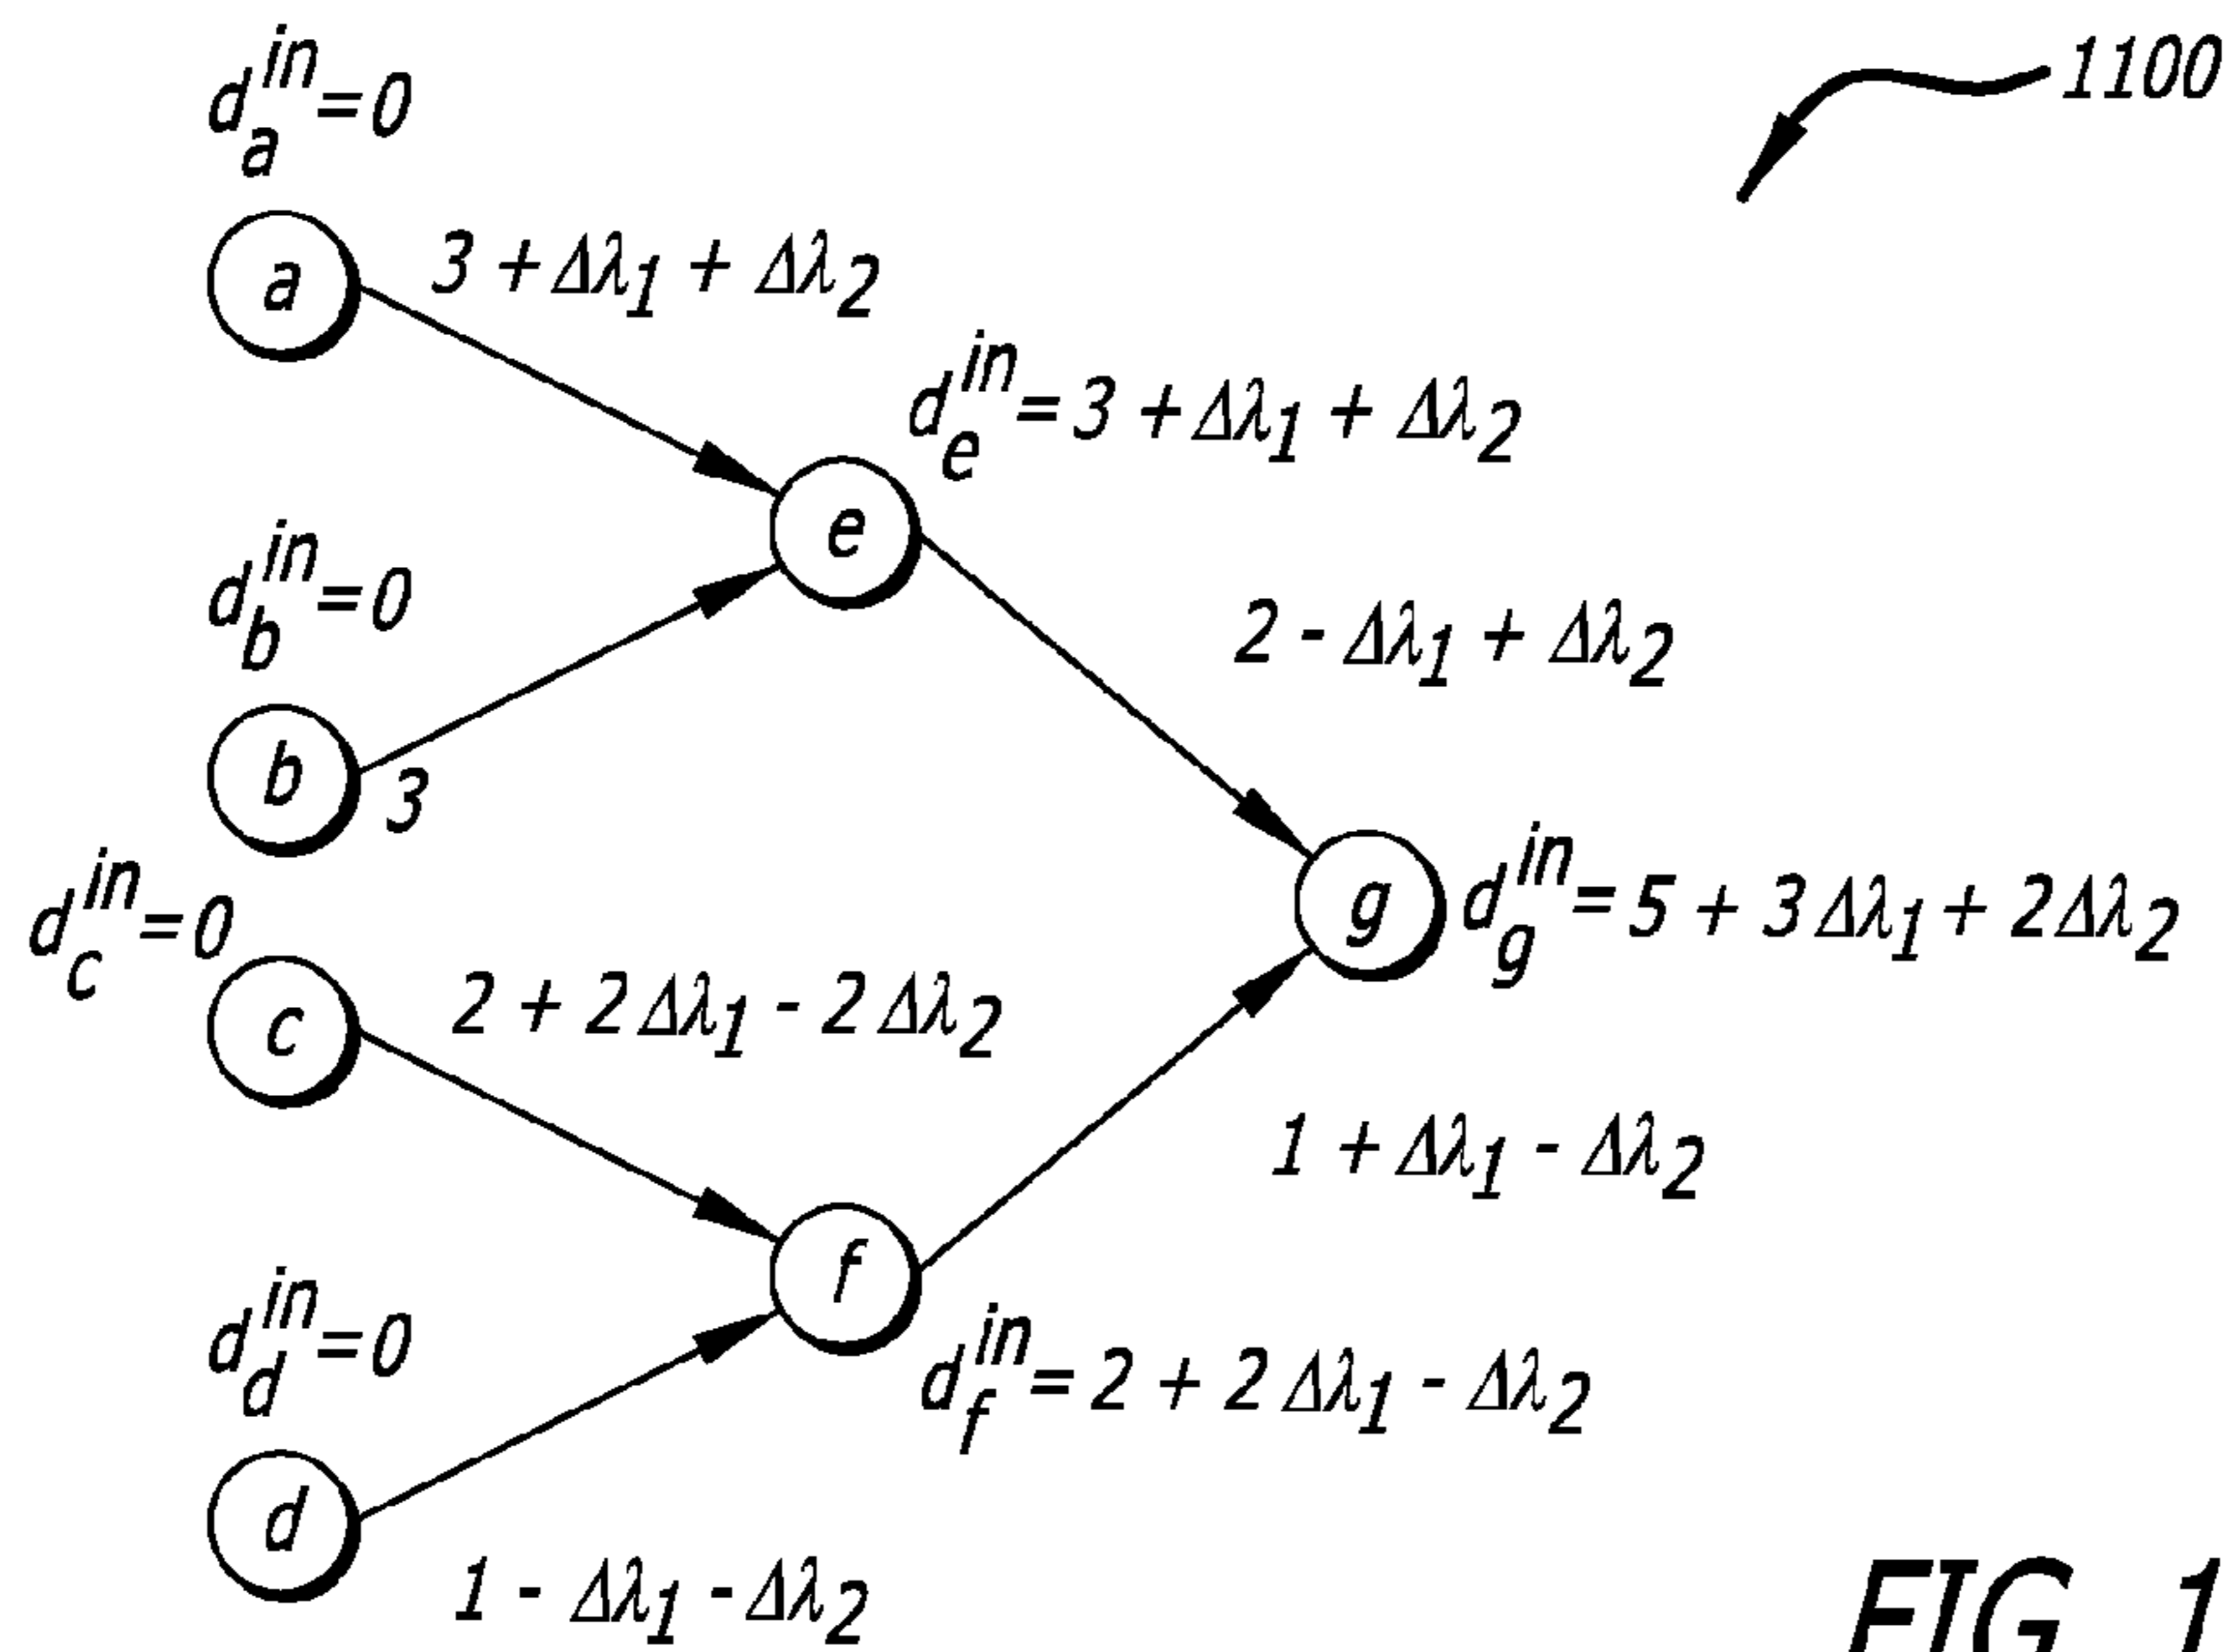 1100
d_a^in = 0
a
3 + Δλ1 + Δλ2
d_e^in = 3 + Δλ1 + Δλ2
e
d_b^in = 0
b
3
2 - Δλ1 + Δλ2
d_c^in = 0
c
2 + 2Δλ1 - 2Δλ2
g
d_g^in = 5 + 3Δλ1 + 2Δλ2
1 + Δλ1 - Δλ2
f
d_f^in = 2 + 2Δλ1 - Δλ2
d_d^in = 0
d
1 - Δλ1 - Δλ2
FIG. 1